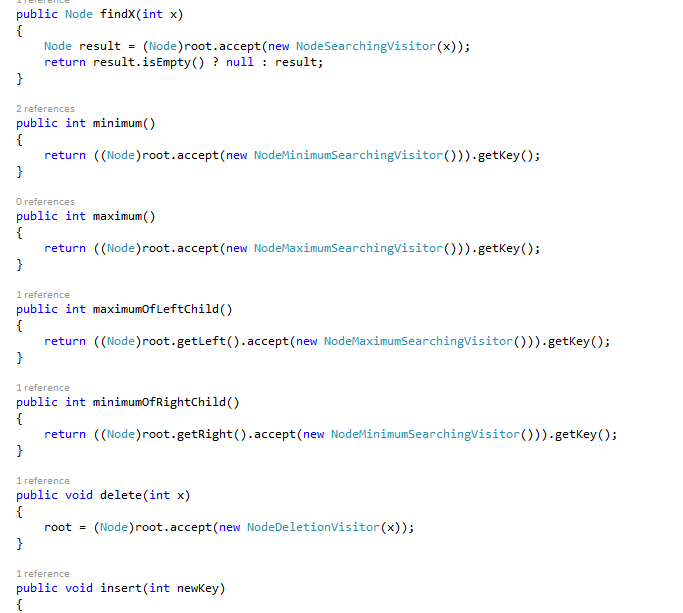 1 reference
public Node findX(int x)
{
    Node result = (Node)root.accept(new NodeSearchingVisitor(x));
    return result.isEmpty() ? null : result;
}
2 references
public int minimum()
{
    return ((Node)root.accept(new NodeMinimumSearchingVisitor())).getKey();
}
0 references
public int maximum()
{
    return ((Node)root.accept(new NodeMaximumSearchingVisitor())).getKey();
}
1 reference
public int maximumOfLeftChild()
{
    return ((Node)root.getLeft().accept(new NodeMaximumSearchingVisitor())).getKey();
}
1 reference
public int minimumOfRightChild()
{
    return ((Node)root.getRight().accept(new NodeMinimumSearchingVisitor())).getKey();
}
1 reference
public void delete(int x)
{
    root = (Node)root.accept(new NodeDeletionVisitor(x));
}
1 reference
public void insert(int newKey)
{